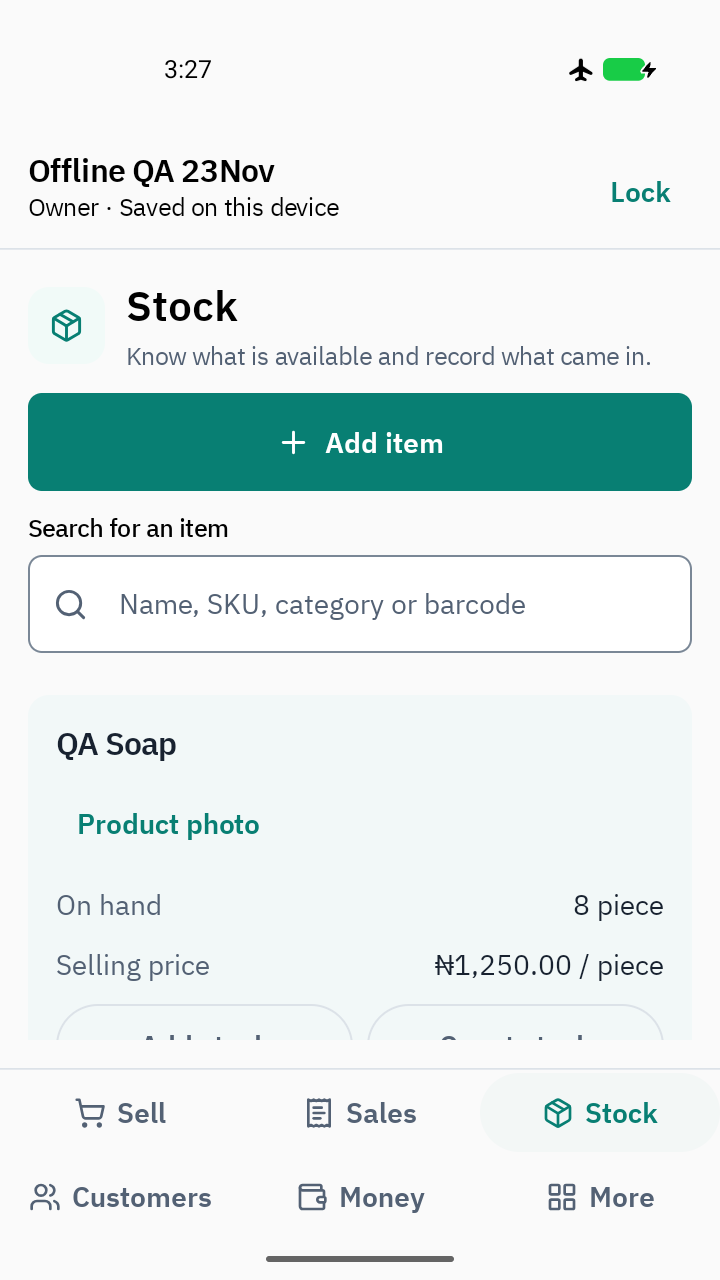 3:27
Offline QA 23Nov
Owner · Saved on this device
Lock
Stock
Know what is available and record what came in.
Add item
Search for an item
Name, SKU, category or barcode
QA Soap
Product photo
On hand
8 piece
Selling price
₦1,250.00 / piece
Sell
Sales
Stock
Customers
Money
More